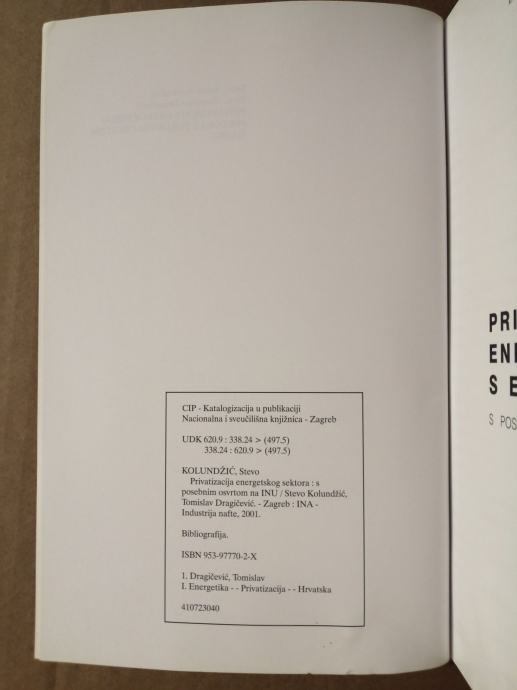 CIP - Katalogizacija u publikaciji
Nacionalna i sveučilišna knjižnica - Zagreb
UDK 620.9 : 338.24 > (497.5)
338.24 : 620.9 > (497.5)
KOLUNDŽIĆ, Stevo
Privatizacija energetskog sektora : s
posebnim osvrtom na INU / Stevo Kolundžić,
Tomislav Dragičević. - Zagreb : INA -
Industrija nafte, 2001.
Bibliografija.
ISBN 953-97770-2-X
1. Dragičević, Tomislav
I. Energetika - - Privatizacija - - Hrvatska
410723040
PRI
ENE
S E
S POS